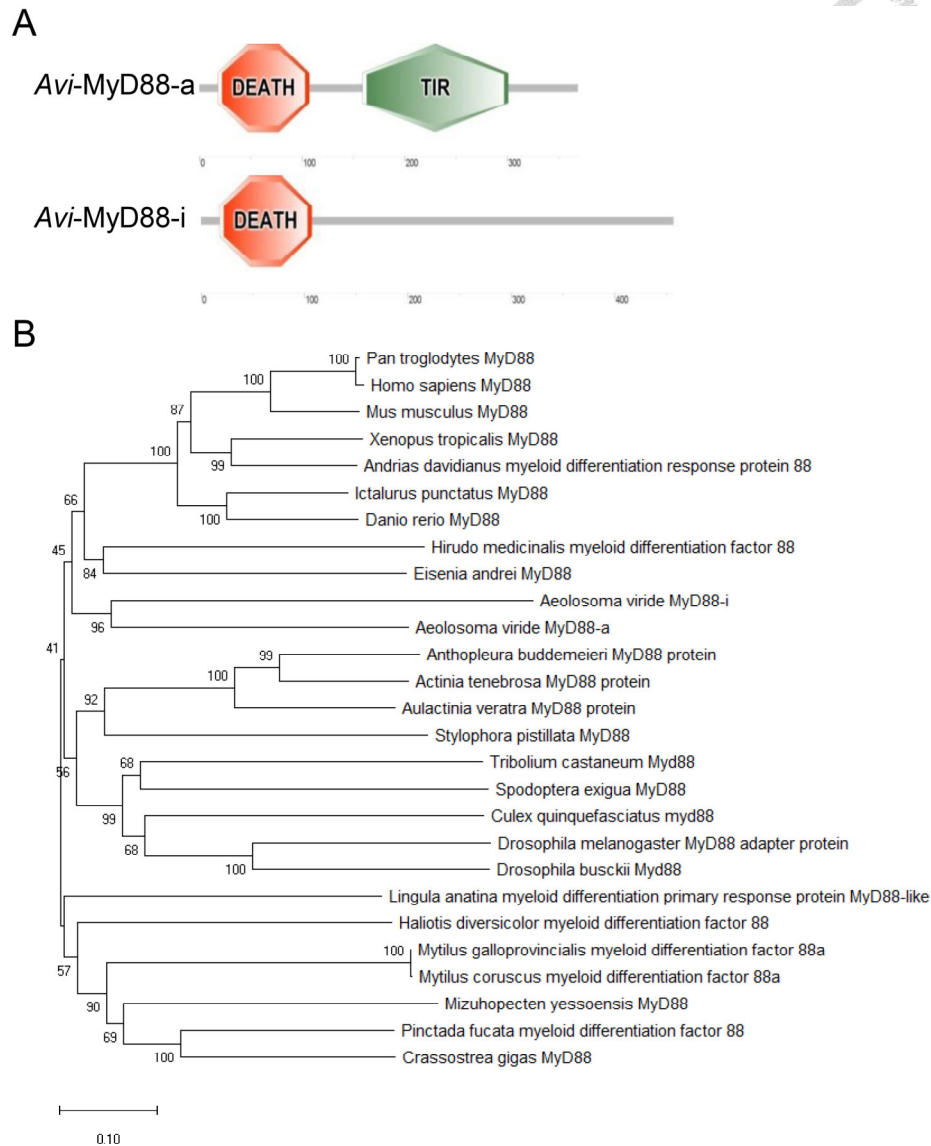 A
Avi-MyD88-a
DEATH
TIR
0 100 200 300
Avi-MyD88-i
DEATH
0 100 200 300 400
B
100 Pan troglodytes MyD88
100 Homo sapiens MyD88
Mus musculus MyD88
87
Xenopus tropicalis MyD88
100
99 Andrias davidianus myeloid differentiation response protein 88
Ictalurus punctatus MyD88
66
100 Danio rerio MyD88
Hirudo medicinalis myeloid differentiation factor 88
45
84 Eisenia andrei MyD88
Aeolosoma viride MyD88-i
96 Aeolosoma viride MyD88-a
41
99 Anthopleura buddemeieri MyD88 protein
100 Actinia tenebrosa MyD88 protein
92 Aulactinia veratra MyD88 protein
Stylophora pistillata MyD88
68 Tribolium castaneum Myd88
56
Spodoptera exigua MyD88
99 Culex quinquefasciatus myd88
68 Drosophila melanogaster MyD88 adapter protein
100 Drosophila busckii Myd88
Lingula anatina myeloid differentiation primary response protein MyD88-like
Haliotis diversicolor myeloid differentiation factor 88
57
100 Mytilus galloprovincialis myeloid differentiation factor 88a
Mytilus coruscus myeloid differentiation factor 88a
90
Mizuhopecten yessoensis MyD88
69 Pinctada fucata myeloid differentiation factor 88
100 Crassostrea gigas MyD88
0.10